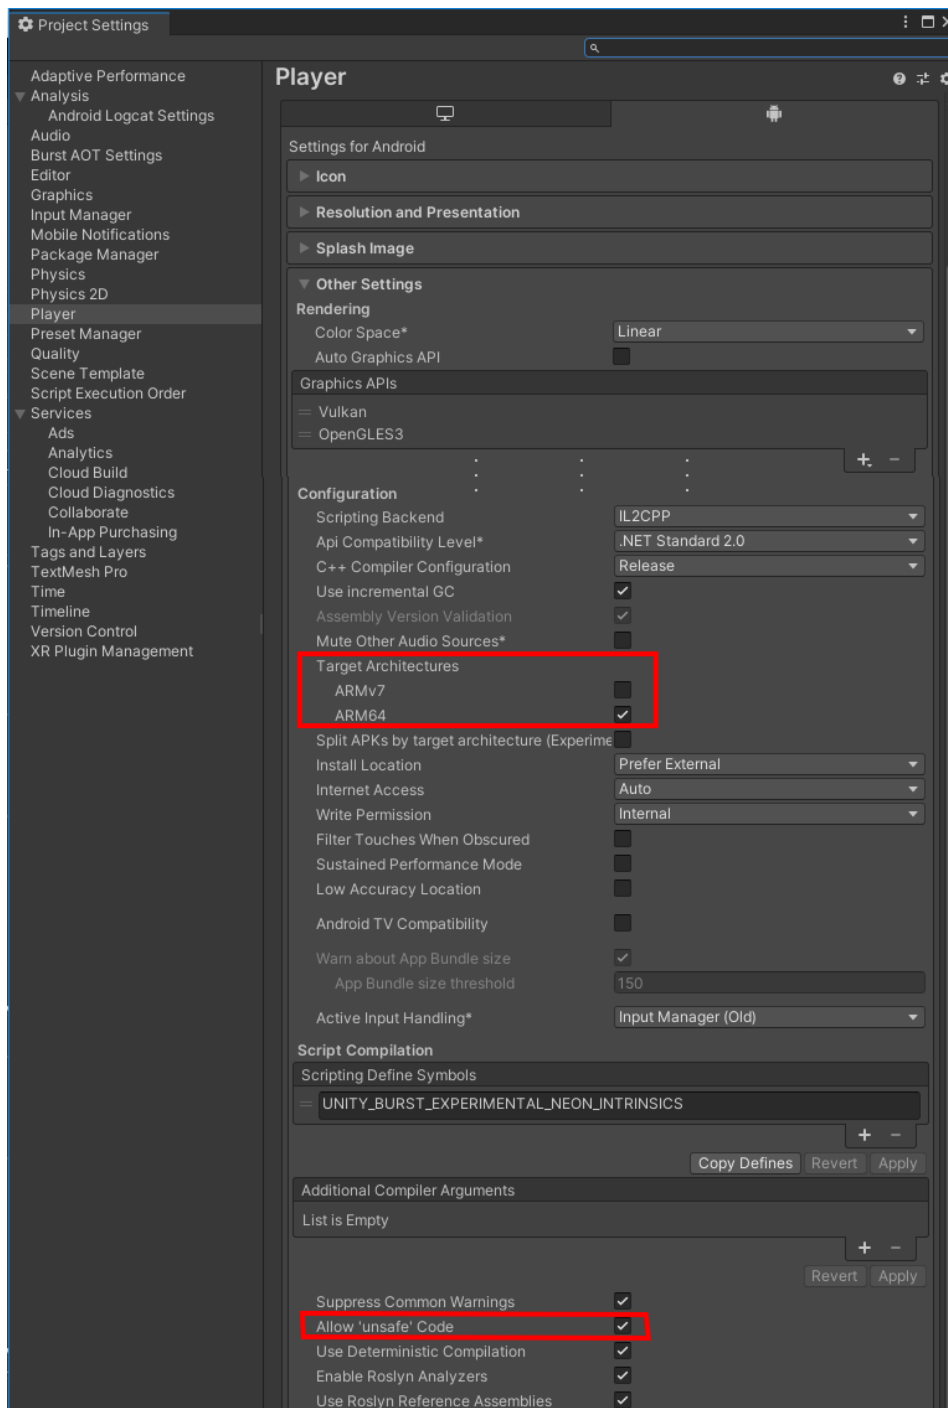 Project Settings
Adaptive Performance
Analysis
Android Logcat Settings
Audio
Burst AOT Settings
Editor
Graphics
Input Manager
Mobile Notifications
Package Manager
Physics
Physics 2D
Player
Preset Manager
Quality
Scene Template
Script Execution Order
Services
Ads
Analytics
Cloud Build
Cloud Diagnostics
Collaborate
In-App Purchasing
Tags and Layers
TextMesh Pro
Time
Timeline
Version Control
XR Plugin Management
Player
Settings for Android
Icon
Resolution and Presentation
Splash Image
Other Settings
Rendering
Color Space* Linear
Auto Graphics API
Graphics APIs
Vulkan
OpenGLES3
Configuration
Scripting Backend IL2CPP
Api Compatibility Level* .NET Standard 2.0
C++ Compiler Configuration Release
Use incremental GC
Assembly Version Validation
Mute Other Audio Sources*
Target Architectures
ARMv7
ARM64
Split APKs by target architecture (Experime
Install Location Prefer External
Internet Access Auto
Write Permission Internal
Filter Touches When Obscured
Sustained Performance Mode
Low Accuracy Location
Android TV Compatibility
Warn about App Bundle size
App Bundle size threshold 150
Active Input Handling* Input Manager (Old)
Script Compilation
Scripting Define Symbols
UNITY_BURST_EXPERIMENTAL_NEON_INTRINSICS
Copy Defines Revert Apply
Additional Compiler Arguments
List is Empty
Revert Apply
Suppress Common Warnings
Allow 'unsafe' Code
Use Deterministic Compilation
Enable Roslyn Analyzers
Use Roslyn Reference Assemblies